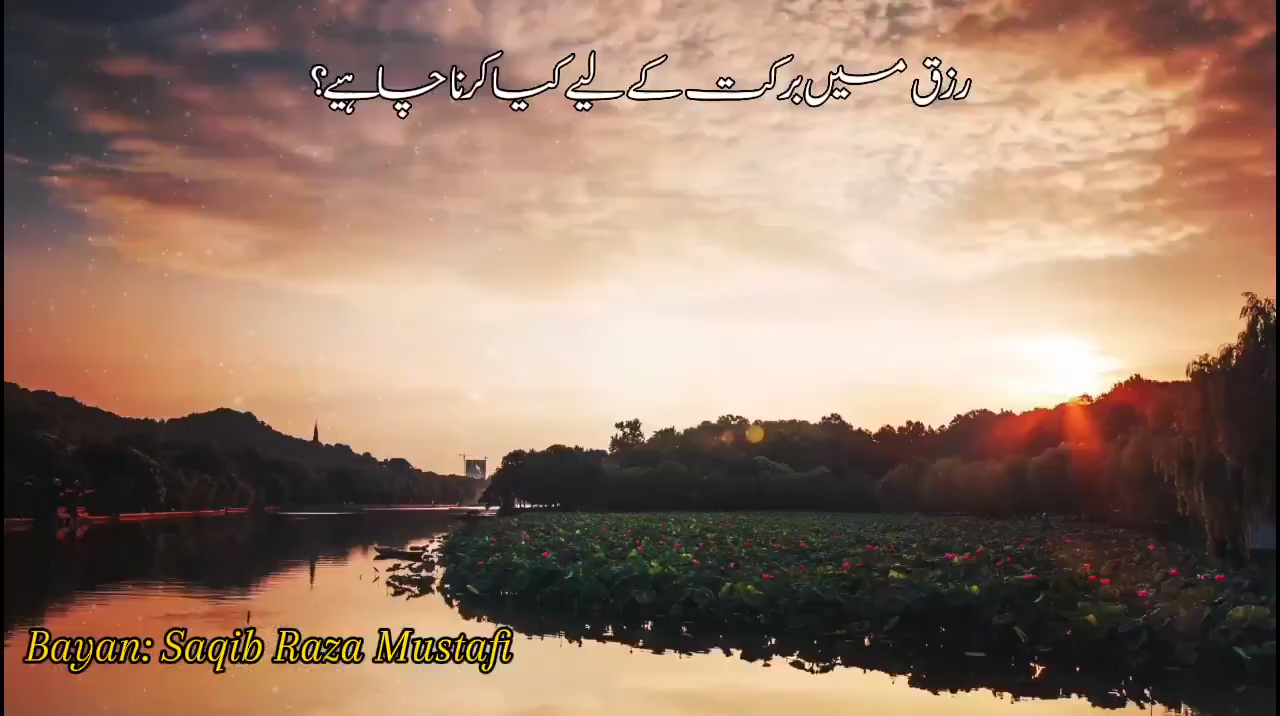 رزق میں برکت کے لیے کیا کرنا چاہیے؟
Bayan: Saqib Raza Mustafi